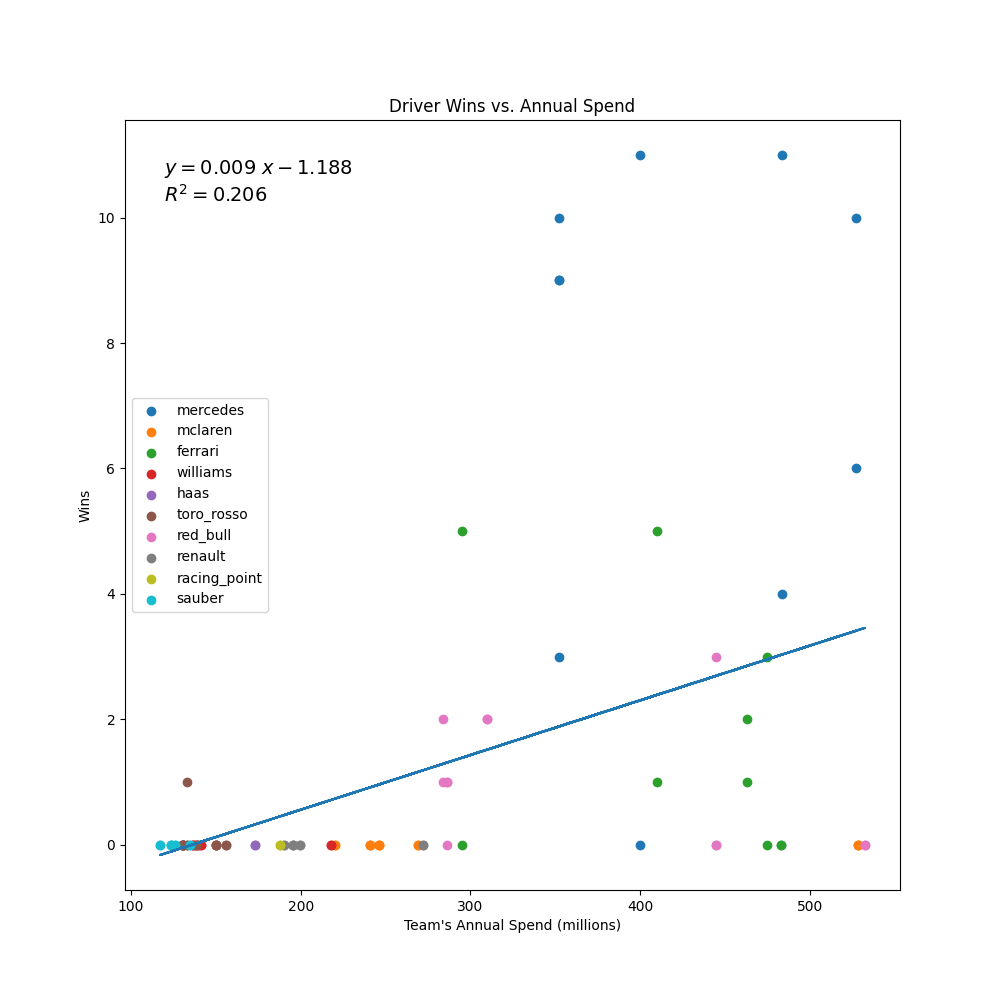 Driver Wins vs. Annual Spend
y = 0.009 x − 1.188
R² = 0.206
10
8
6
4
2
0
Wins
mercedes
mclaren
ferrari
williams
haas
toro_rosso
red_bull
renault
racing_point
sauber
100 200 300 400 500
Team's Annual Spend (millions)